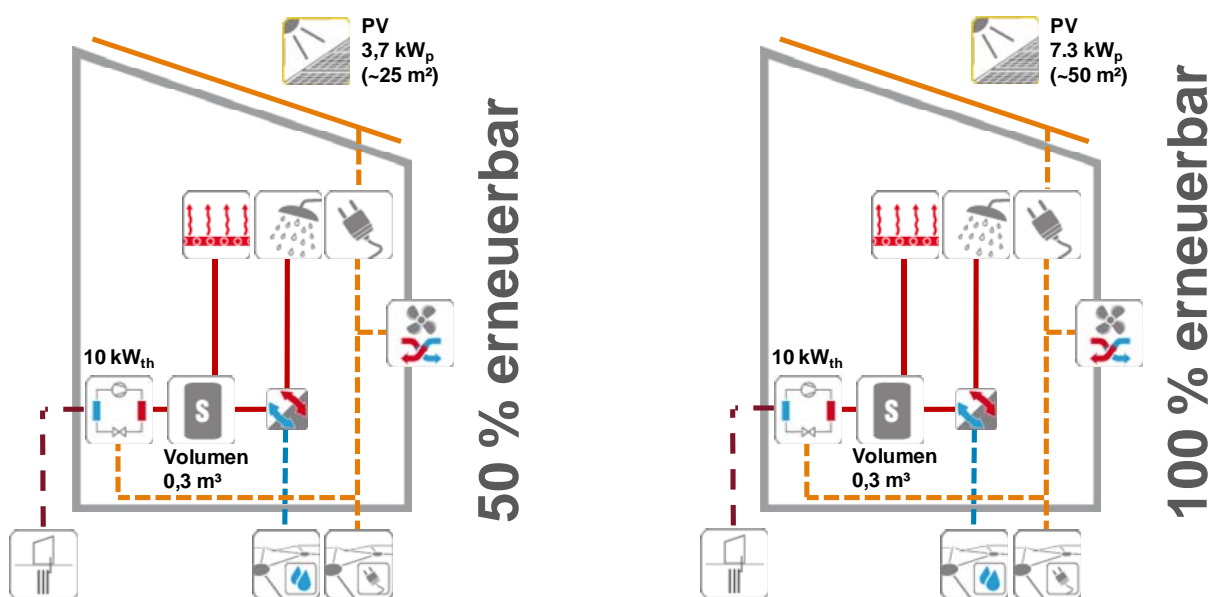 PV
3,7 kWp
(~25 m²)
10 kWth
S
Volumen
0,3 m³
50 % erneuerbar
PV
7.3 kWp
(~50 m²)
10 kWth
S
Volumen
0,3 m³
100 % erneuerbar